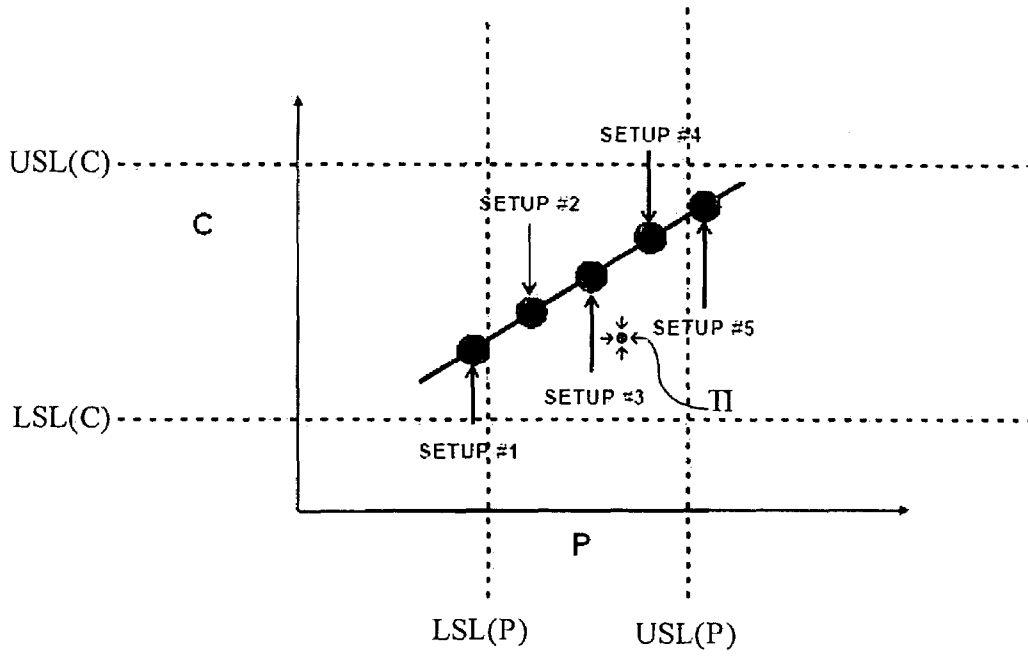 SETUP #4
USL(C)
C
SETUP #2
SETUP #5
SETUP #3
TI
LSL(C)
SETUP #1
P
LSL(P)
USL(P)